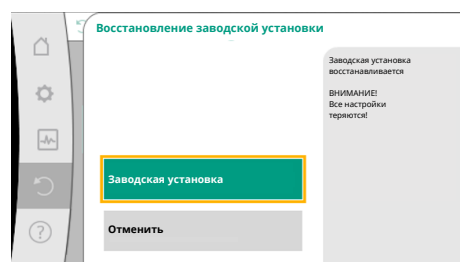 Восстановление заводской установки
Заводская установка
восстанавливается
ВНИМАНИЕ!
Все настройки
теряются!
Заводская установка
Отменить